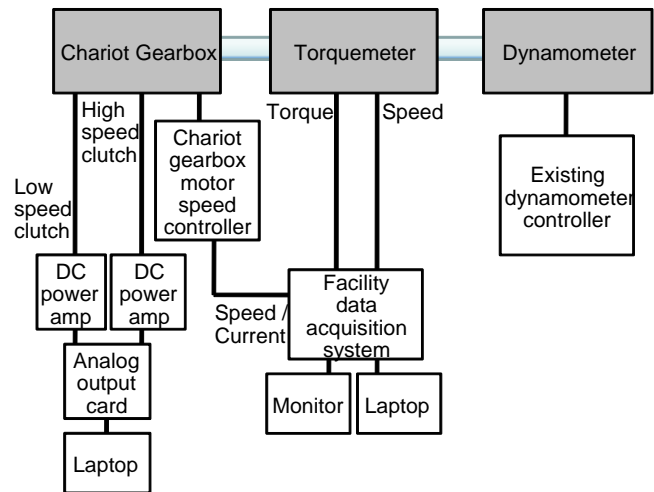 Chariot Gearbox
Torquemeter
Dynamometer
High
speed
clutch
Low
speed
clutch
Chariot
gearbox
motor
speed
controller
Torque
Speed
Existing
dynamometer
controller
DC
power
amp
DC
power
amp
Speed /
Current
Facility
data
acquisition
system
Analog
output
card
Monitor
Laptop
Laptop